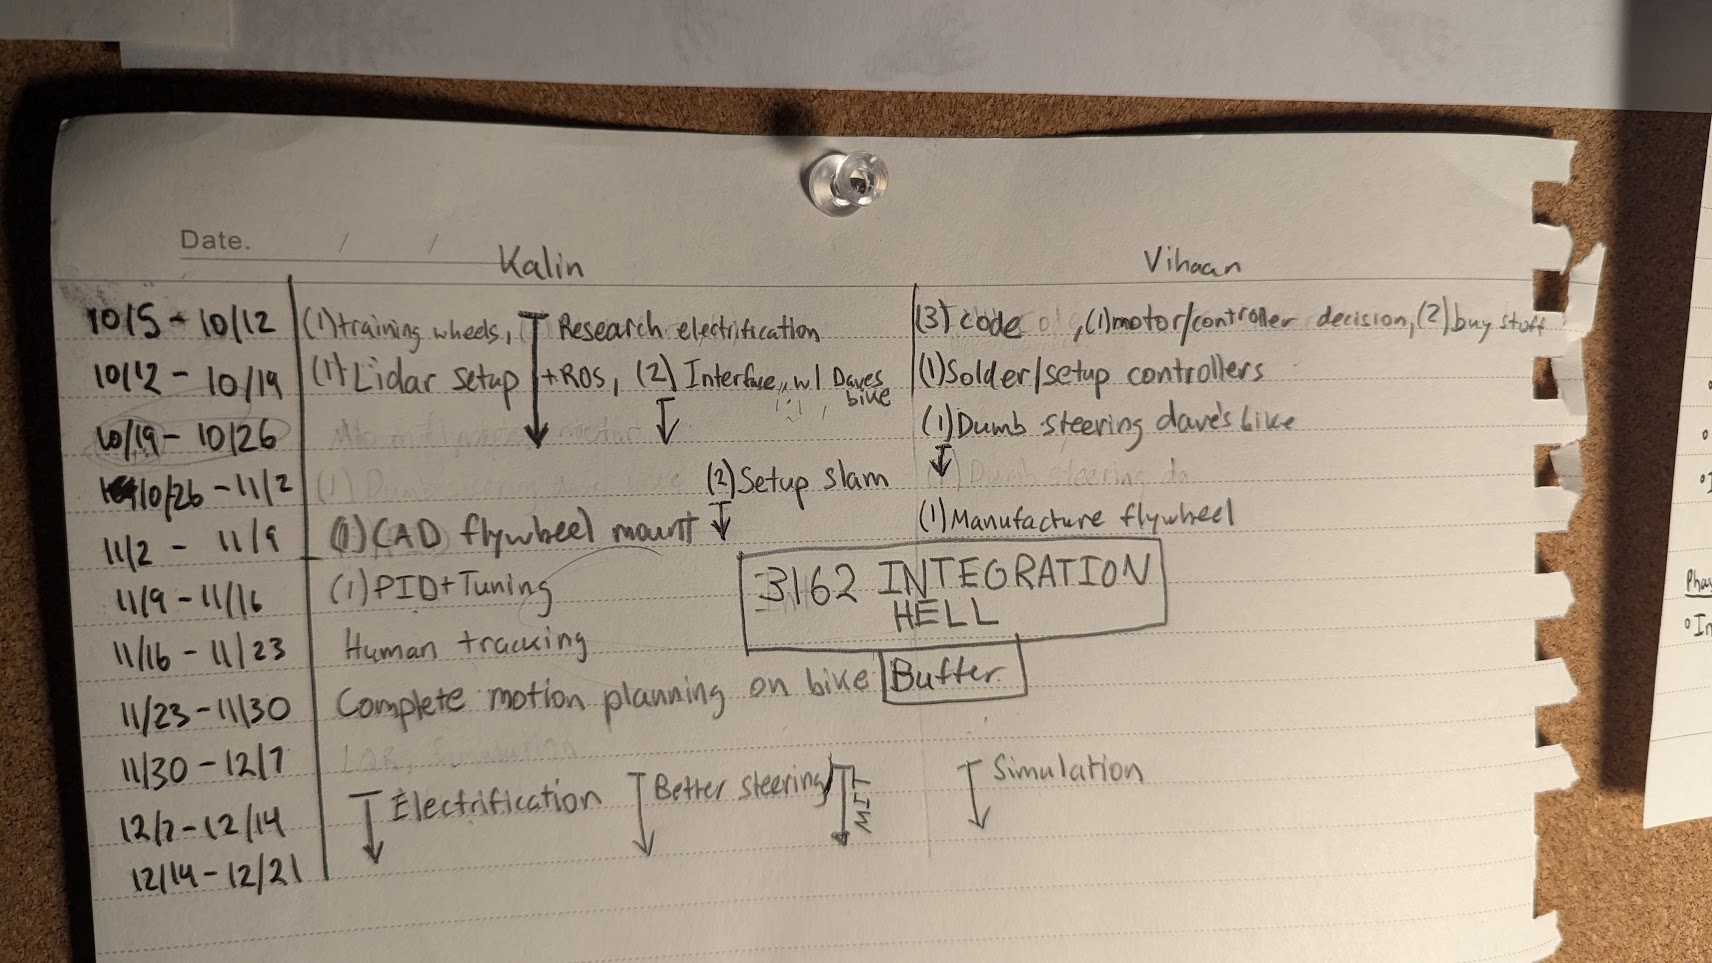 Date. / /
Kalin Vihaan
10/5 - 10/12 (1) training wheels, Research electrification (3) code, (1) motor/controller decision, (2) buy stuff
10/12 - 10/19 (1) Lidar setup + ROS, (2) Interface w/ Daves bike (1) Solder/setup controllers
10/19 - 10/26 (1) Dumb steering dave's bike
10/26 - 11/2 (2) Setup slam
11/2 - 11/9 (1) CAD flywheel mount (1) Manufacture flywheel
11/9 - 11/16 (1) PID + Tuning 3162 INTEGRATION
HELL
11/16 - 11/23 Human tracking
11/23 - 11/30 Complete motion planning on bike Buffer
11/30 - 12/7 Simulation
12/7 - 12/14 Electrification Better steering MIT
12/14 - 12/21